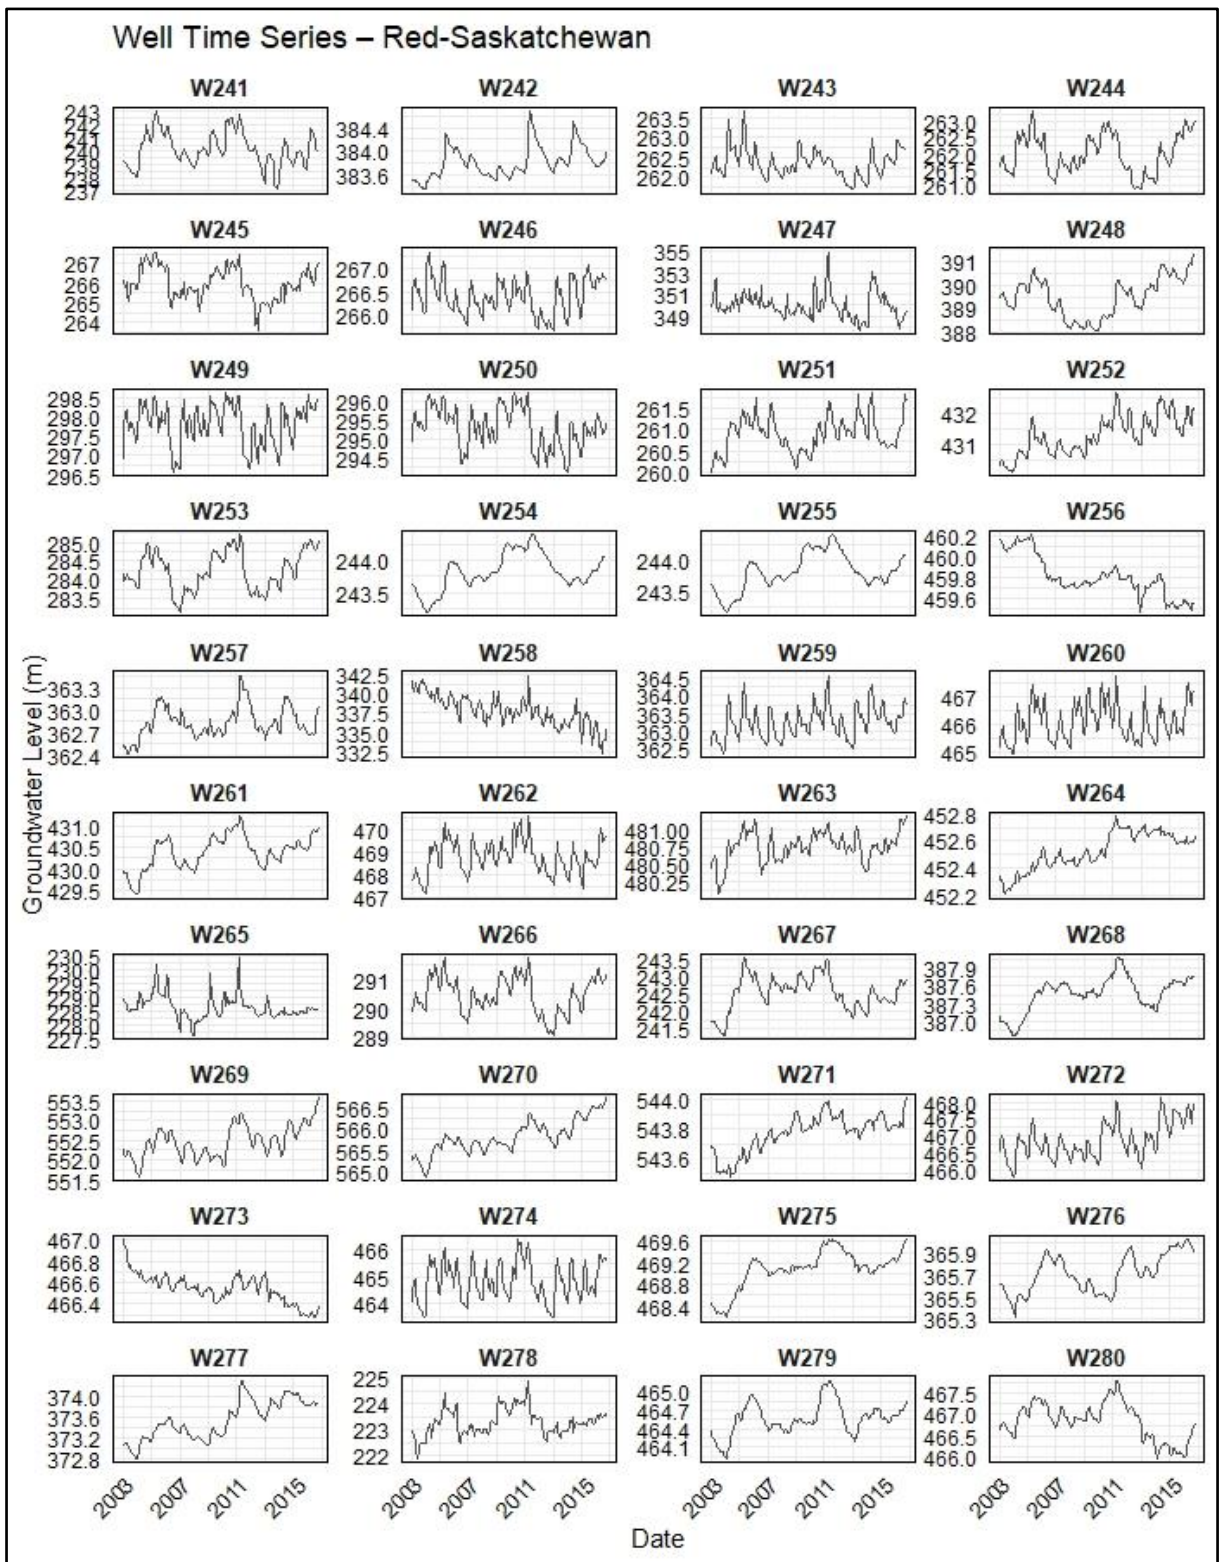 Well Time Series – Red-Saskatchewan
W241 W242 W243 W244
243 242 241 240 239 238 237
384.4 384.0 383.6
263.5 263.0 262.5 262.0
263.0 262.5 262.0 261.5 261.0
W245 W246 W247 W248
267 266 265 264
267.0 266.5 266.0
355 353 351 349
391 390 389 388
W249 W250 W251 W252
298.5 298.0 297.5 297.0 296.5
296.0 295.5 295.0 294.5
261.5 261.0 260.5 260.0
432 431
W253 W254 W255 W256
285.0 284.5 284.0 283.5
244.0 243.5
244.0 243.5
460.2 460.0 459.8 459.6
W257 W258 W259 W260
363.3 363.0 362.7 362.4
342.5 340.0 337.5 335.0 332.5
364.5 364.0 363.5 363.0 362.5
467 466 465
Groundwater Level (m)
W261 W262 W263 W264
431.0 430.5 430.0 429.5
470 469 468 467
481.00 480.75 480.50 480.25
452.8 452.6 452.4 452.2
W265 W266 W267 W268
230.5 230.0 229.5 229.0 228.5 228.0 227.5
291 290 289
243.5 243.0 242.5 242.0 241.5
387.9 387.6 387.3 387.0
W269 W270 W271 W272
553.5 553.0 552.5 552.0 551.5
566.5 566.0 565.5 565.0
544.0 543.8 543.6
468.0 467.5 467.0 466.5 466.0
W273 W274 W275 W276
467.0 466.8 466.6 466.4
466 465 464
469.6 469.2 468.8 468.4
365.9 365.7 365.5 365.3
W277 W278 W279 W280
374.0 373.6 373.2 372.8
225 224 223 222
465.0 464.7 464.4 464.1
467.5 467.0 466.5 466.0
2003 2007 2011 2015 2003 2007 2011 2015 2003 2007 2011 2015 2003 2007 2011 2015
Date